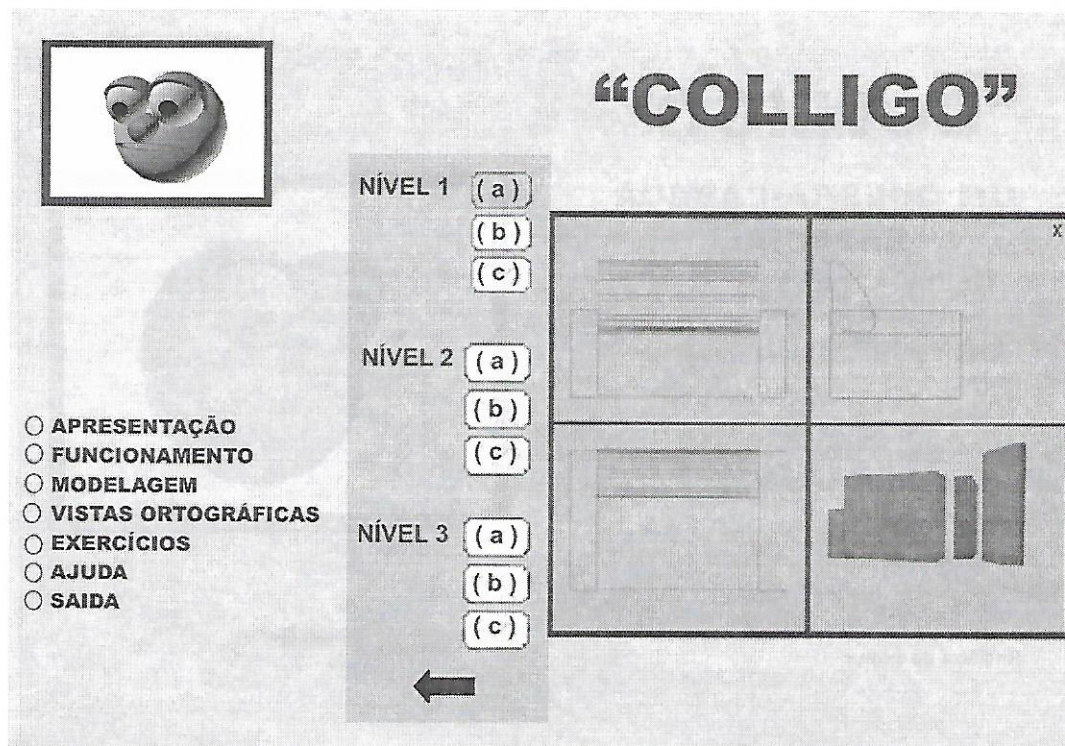 “COLLIGO”
NÍVEL 1 (a)
(b)
(c)
X
NÍVEL 2 (a)
(b)
(c)
NÍVEL 3 (a)
(b)
(c)
APRESENTAÇÃO
FUNCIONAMENTO
MODELAGEM
VISTAS ORTOGRÁFICAS
EXERCÍCIOS
AJUDA
SAIDA